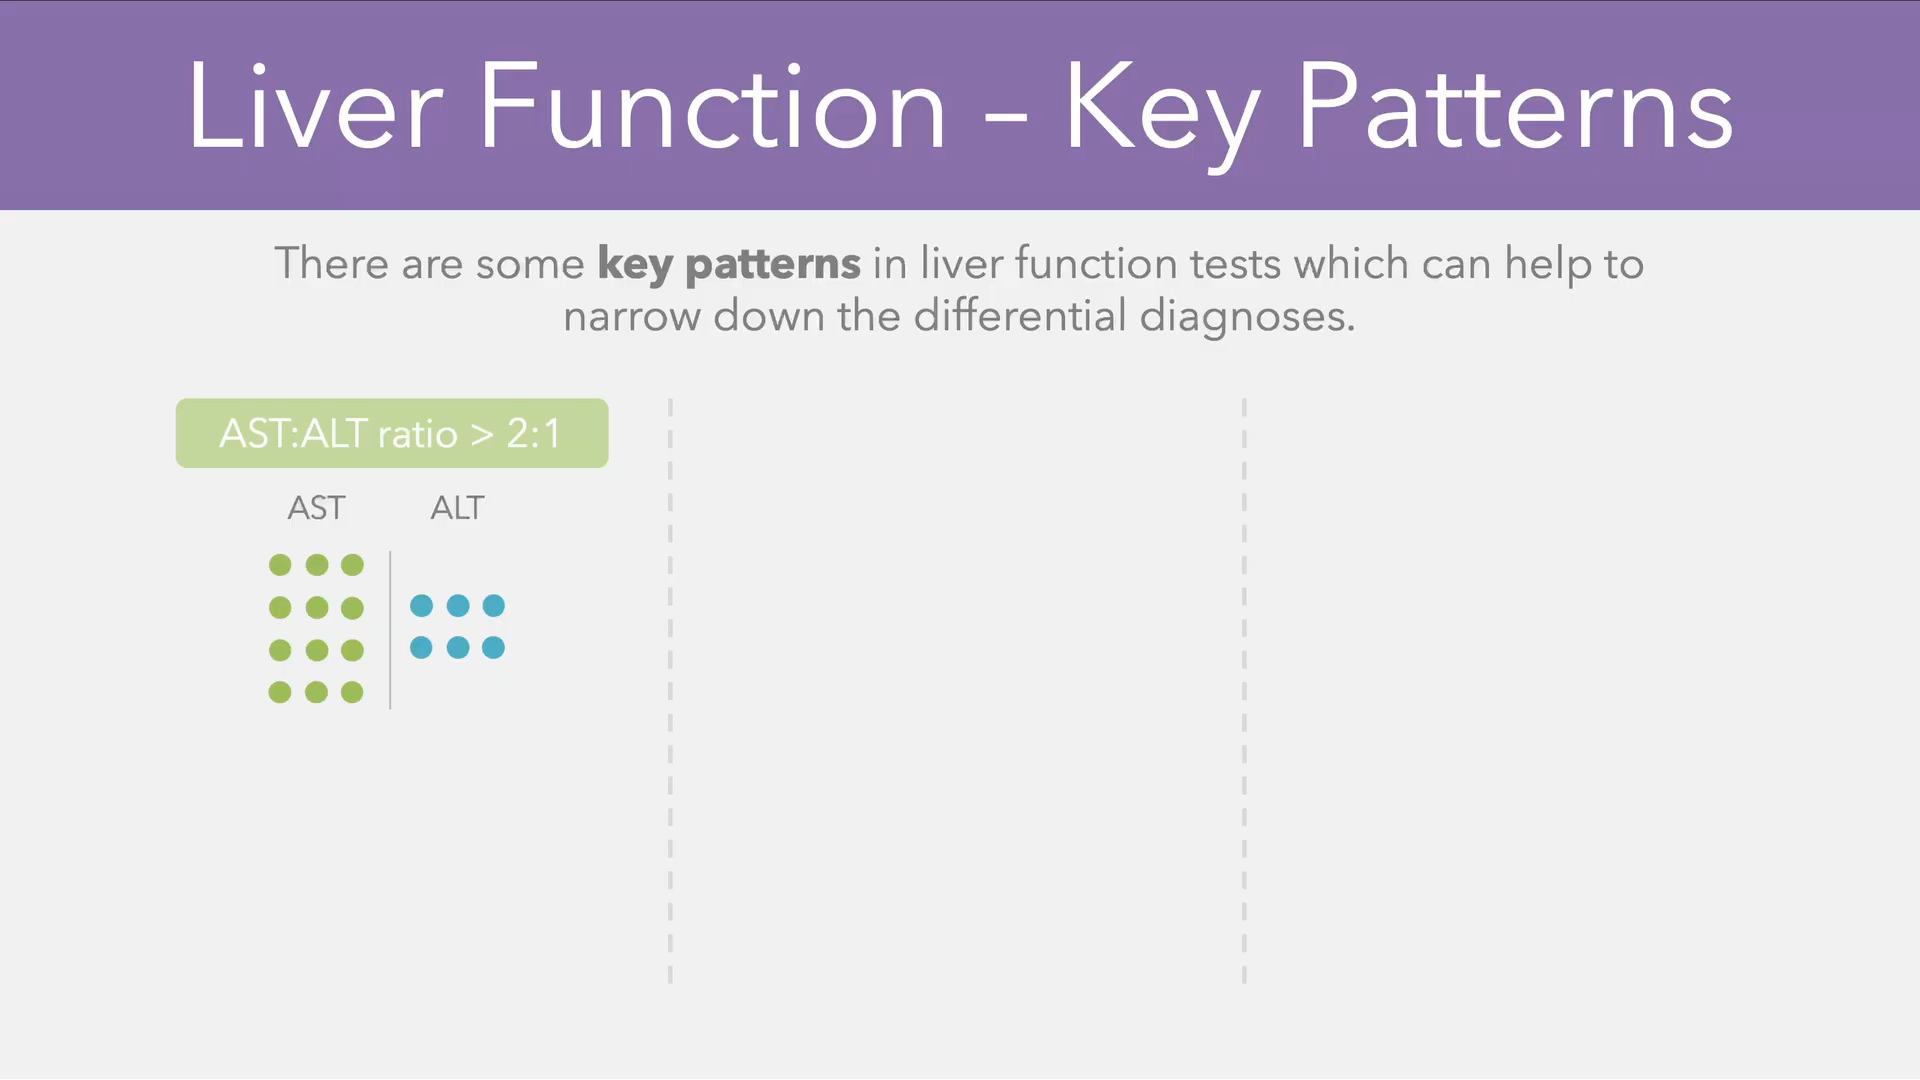 Liver Function – Key Patterns
There are some key patterns in liver function tests which can help to
narrow down the differential diagnoses.
AST:ALT ratio > 2:1
AST ALT